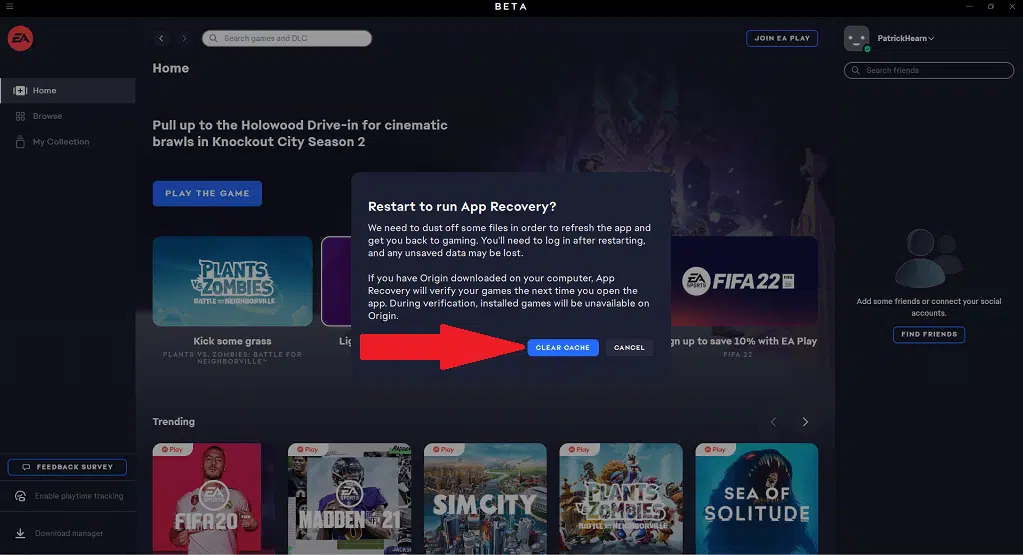 BETA
EA
Search games and DLC
JOIN EA PLAY
PatrickHearn
Home
Search friends
Home
Browse
My Collection
Pull up to the Holowood Drive-in for cinematic
brawls in Knockout City Season 2
PLAY THE GAME
Restart to run App Recovery?
We need to dust off some files in order to refresh the app and
get you back to gaming. You'll need to log in after restarting,
and any unsaved data may be lost.
If you have Origin downloaded on your computer, App
Recovery will verify your games the next time you open the
app. During verification, installed games will be unavailable on
Origin.
CLEAR CACHE
CANCEL
PLANTS
VS. ZOMBIES
BATTLE FOR NEIGHBORVILLE
EA
SPORTS
FIFA 22
Add some friends or connect your social
accounts.
FIND FRIENDS
Kick some grass
PLANTS VS. ZOMBIES: BATTLE FOR
NEIGHBORVILLE™
gn up to save 10% with EA Play
FIFA 22
Trending
FEEDBACK SURVEY
Enable playtime tracking
Download manager
Play
EA
SPORTS
FIFA20
Play
EA
SPORTS
MADDEN 21
JACKSON
Play
SIMCITY
Play
PLANTS
VS. ZOMBIES
BATTLE FOR NEIGHBORVILLE
Play
SEA OF
SOLITUDE